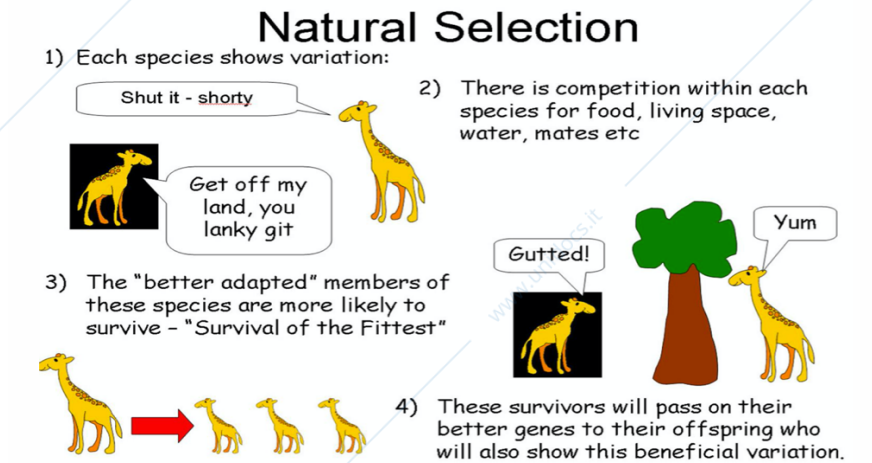 Natural Selection
1) Each species shows variation:
Shut it - shorty
Get off my
land, you
lanky git
2) There is competition within each
species for food, living space,
water, mates etc
Gutted!
Yum
3) The “better adapted” members of
these species are more likely to
survive – “Survival of the Fittest”
4) These survivors will pass on their
better genes to their offspring who
will also show this beneficial variation.